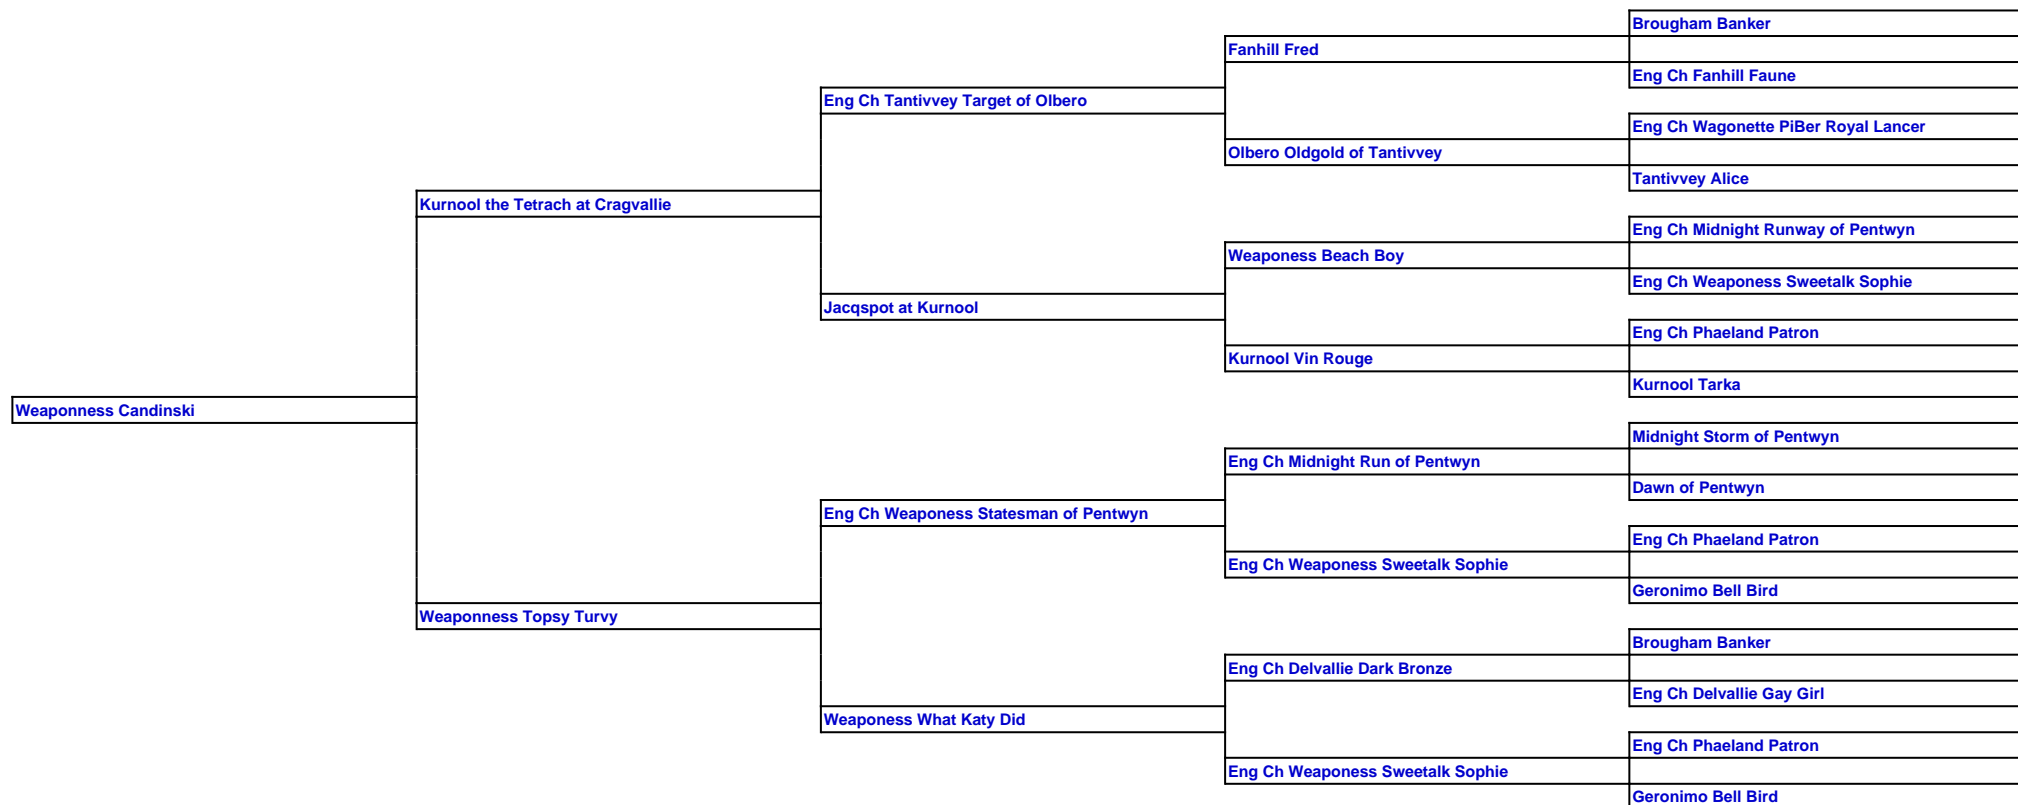 Brougham Banker
Fanhill Fred
Eng Ch Fanhill Faune
Eng Ch Tantivvey Target of Olbero
Eng Ch Wagonette PiBer Royal Lancer
Olbero Oldgold of Tantivvey
Tantivvey Alice
Kurnool the Tetrach at Cragvallie
Eng Ch Midnight Runway of Pentwyn
Weaponess Beach Boy
Eng Ch Weaponess Sweetalk Sophie
Jacqspot at Kurnool
Eng Ch Phaeland Patron
Kurnool Vin Rouge
Kurnool Tarka
Weaponness Candinski
Midnight Storm of Pentwyn
Eng Ch Midnight Run of Pentwyn
Dawn of Pentwyn
Eng Ch Weaponess Statesman of Pentwyn
Eng Ch Phaeland Patron
Eng Ch Weaponess Sweetalk Sophie
Geronimo Bell Bird
Weaponness Topsy Turvy
Brougham Banker
Eng Ch Delvallie Dark Bronze
Eng Ch Delvallie Gay Girl
Weaponess What Katy Did
Eng Ch Phaeland Patron
Eng Ch Weaponess Sweetalk Sophie
Geronimo Bell Bird